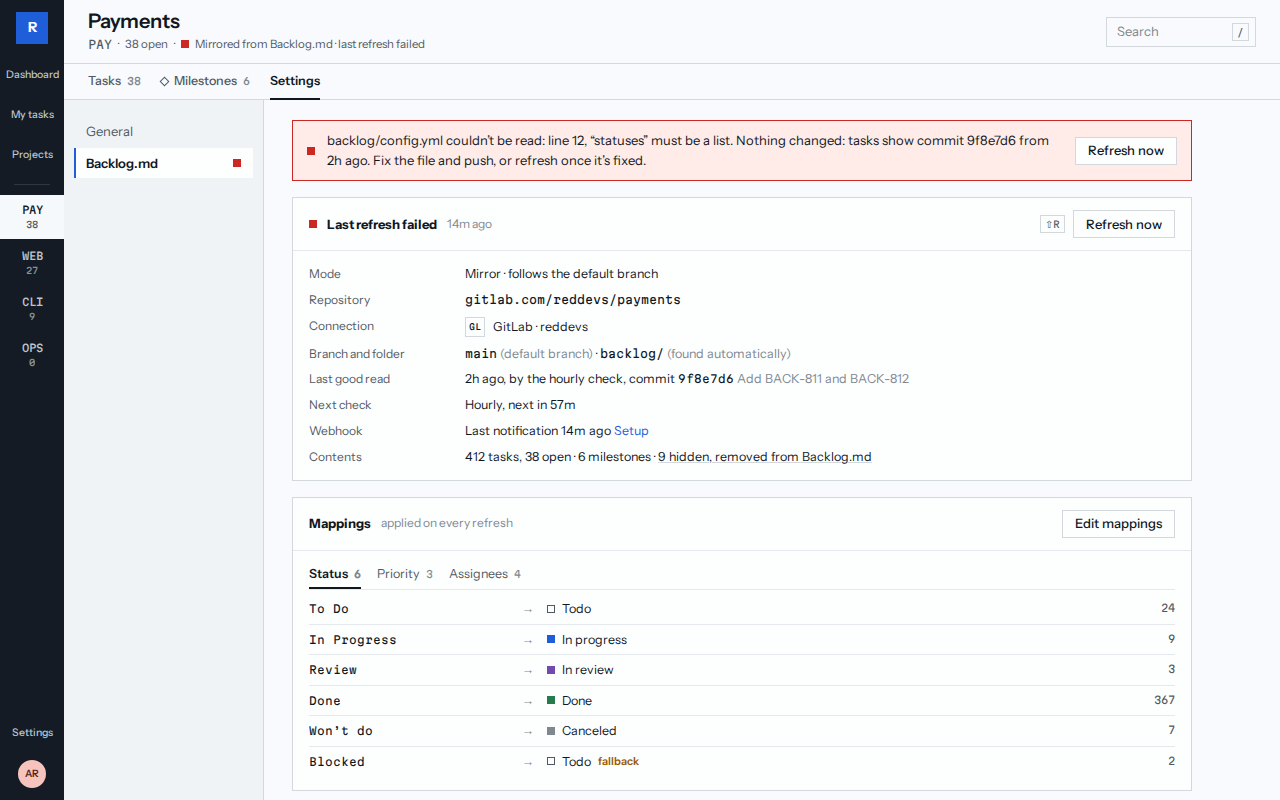 R
Dashboard
My tasks
Projects
PAY
38
WEB
27
CLI
9
OPS
0
Settings
AR
Payments
PAY · 38 open · Mirrored from Backlog.md · last refresh failed
Search /
Tasks 38 Milestones 6 Settings
General
Backlog.md
backlog/config.yml couldn’t be read: line 12, “statuses” must be a list. Nothing changed: tasks show commit 9f8e7d6 from
2h ago. Fix the file and push, or refresh once it’s fixed.
Refresh now
Last refresh failed 14m ago ⇧R Refresh now
Mode Mirror · follows the default branch
Repository gitlab.com/reddevs/payments
Connection GL GitLab · reddevs
Branch and folder main (default branch) · backlog/ (found automatically)
Last good read 2h ago, by the hourly check, commit 9f8e7d6 Add BACK-811 and BACK-812
Next check Hourly, next in 57m
Webhook Last notification 14m ago Setup
Contents 412 tasks, 38 open · 6 milestones · 9 hidden, removed from Backlog.md
Mappings applied on every refresh Edit mappings
Status 6 Priority 3 Assignees 4
To Do → Todo 24
In Progress → In progress 9
Review → In review 3
Done → Done 367
Won’t do → Canceled 7
Blocked → Todo fallback 2